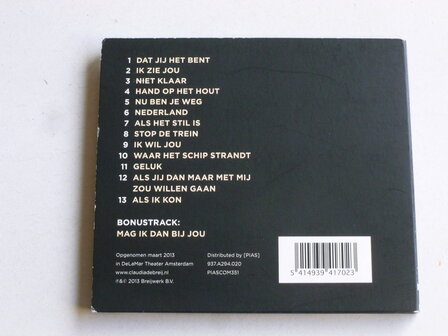 1 DAT JIJ HET BENT
2 IK ZIE JOU
3 NIET KLAAR
4 HAND OP HET HOUT
5 NU BEN JE WEG
6 NEDERLAND
7 ALS HET STIL IS
8 STOP DE TREIN
9 IK WIL JOU
10 WAAR HET SCHIP STRANDT
11 GELUK
12 ALS JIJ DAN MAAR MET MIJ
ZOU WILLEN GAAN
13 ALS IK KON
BONUSTRACK:
MAG IK DAN BIJ JOU
Opgenomen maart 2013
in DeLaMar Theater Amsterdam
www.claudiadebreij.nl
℗&© 2013 Breijwerk B.V.
Distributed by [PIAS]
937.A294.020
PIASCOM351
5 414939 417023